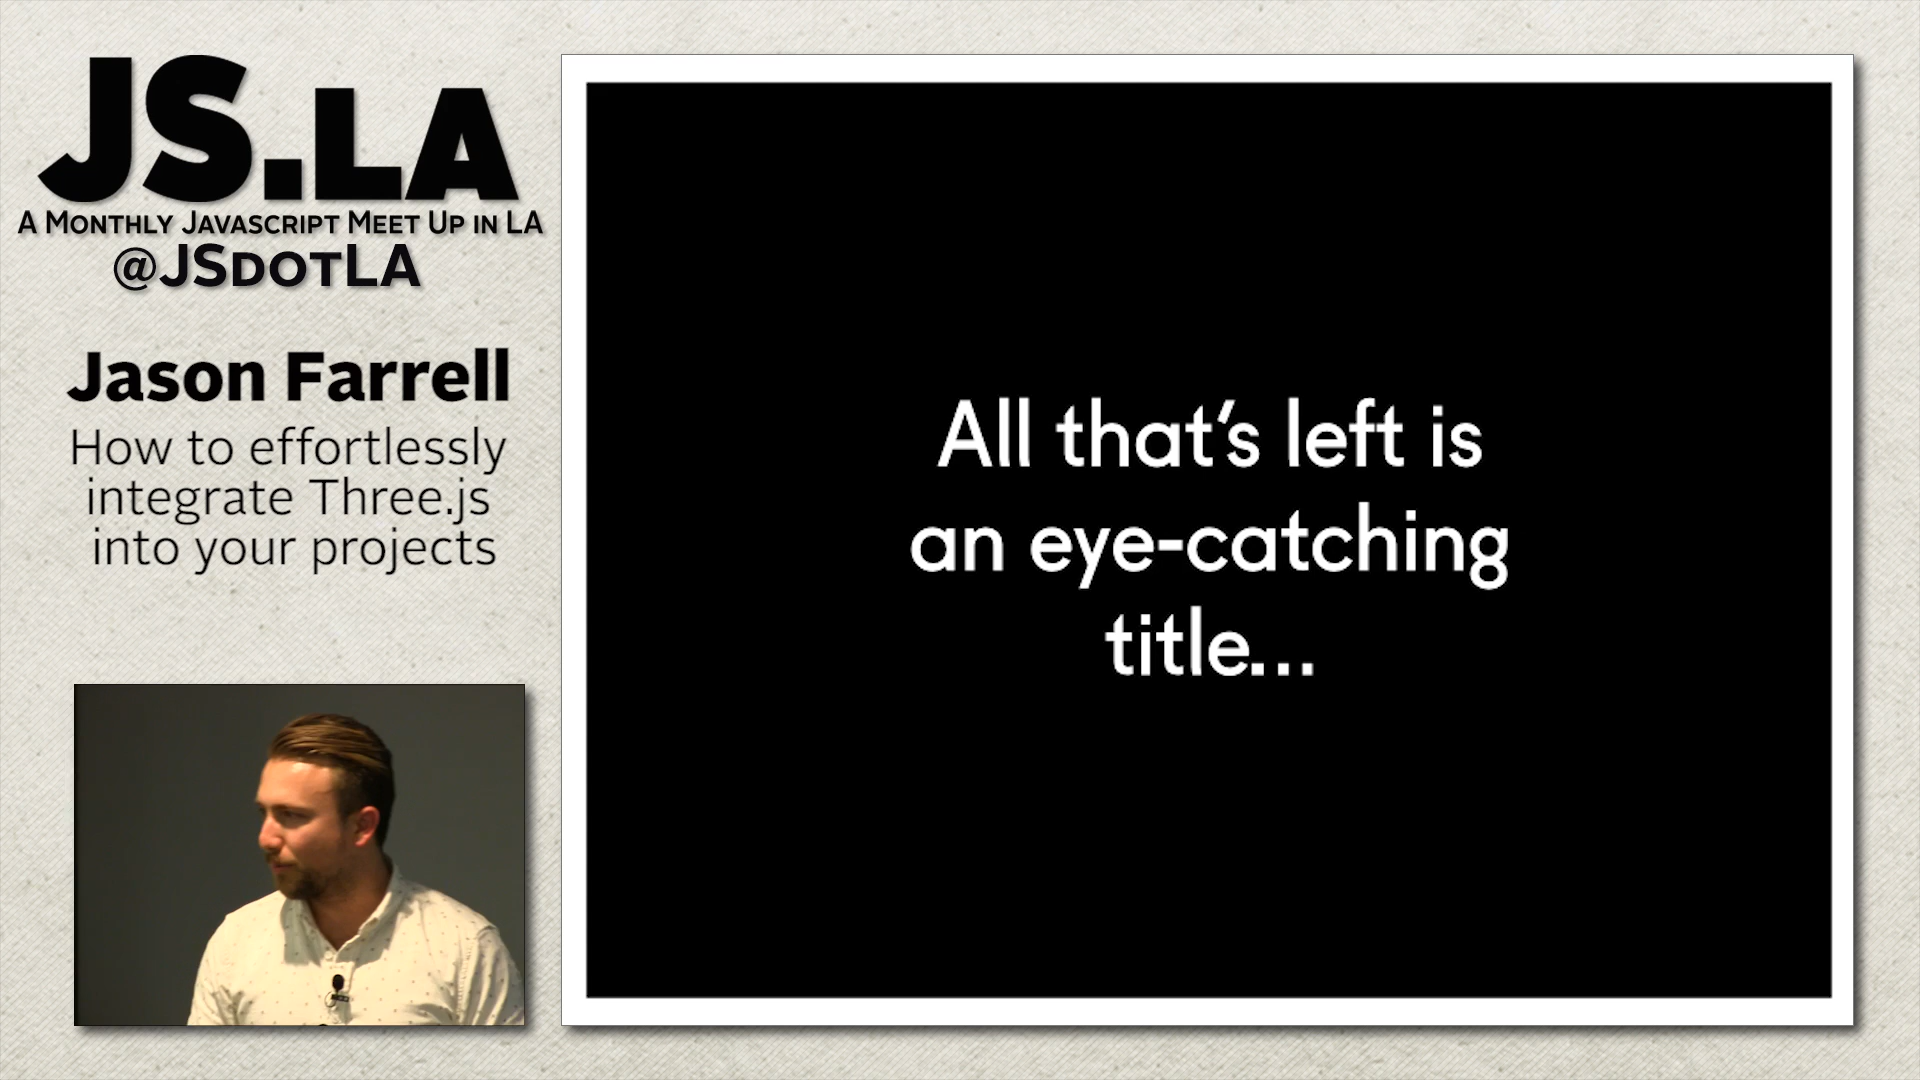 JS.LA
A MONTHLY JAVASCRIPT MEET UP IN LA
@JSDOTLA
Jason Farrell
How to effortlessly
integrate Three.js
into your projects
All that's left is
an eye-catching
title...